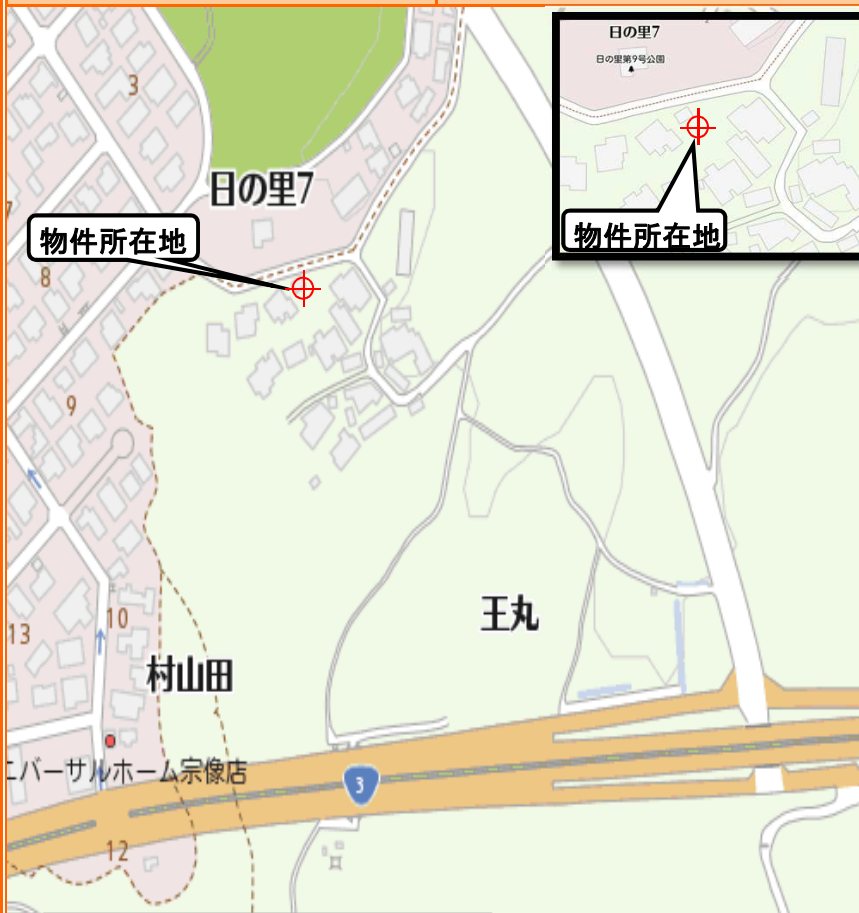 日の里7
日の里第9号公園
物件所在地
3
日の里7
7
物件所在地
8
9
王丸
10
13
村山田
ニバーサルホーム宗像店
3
12